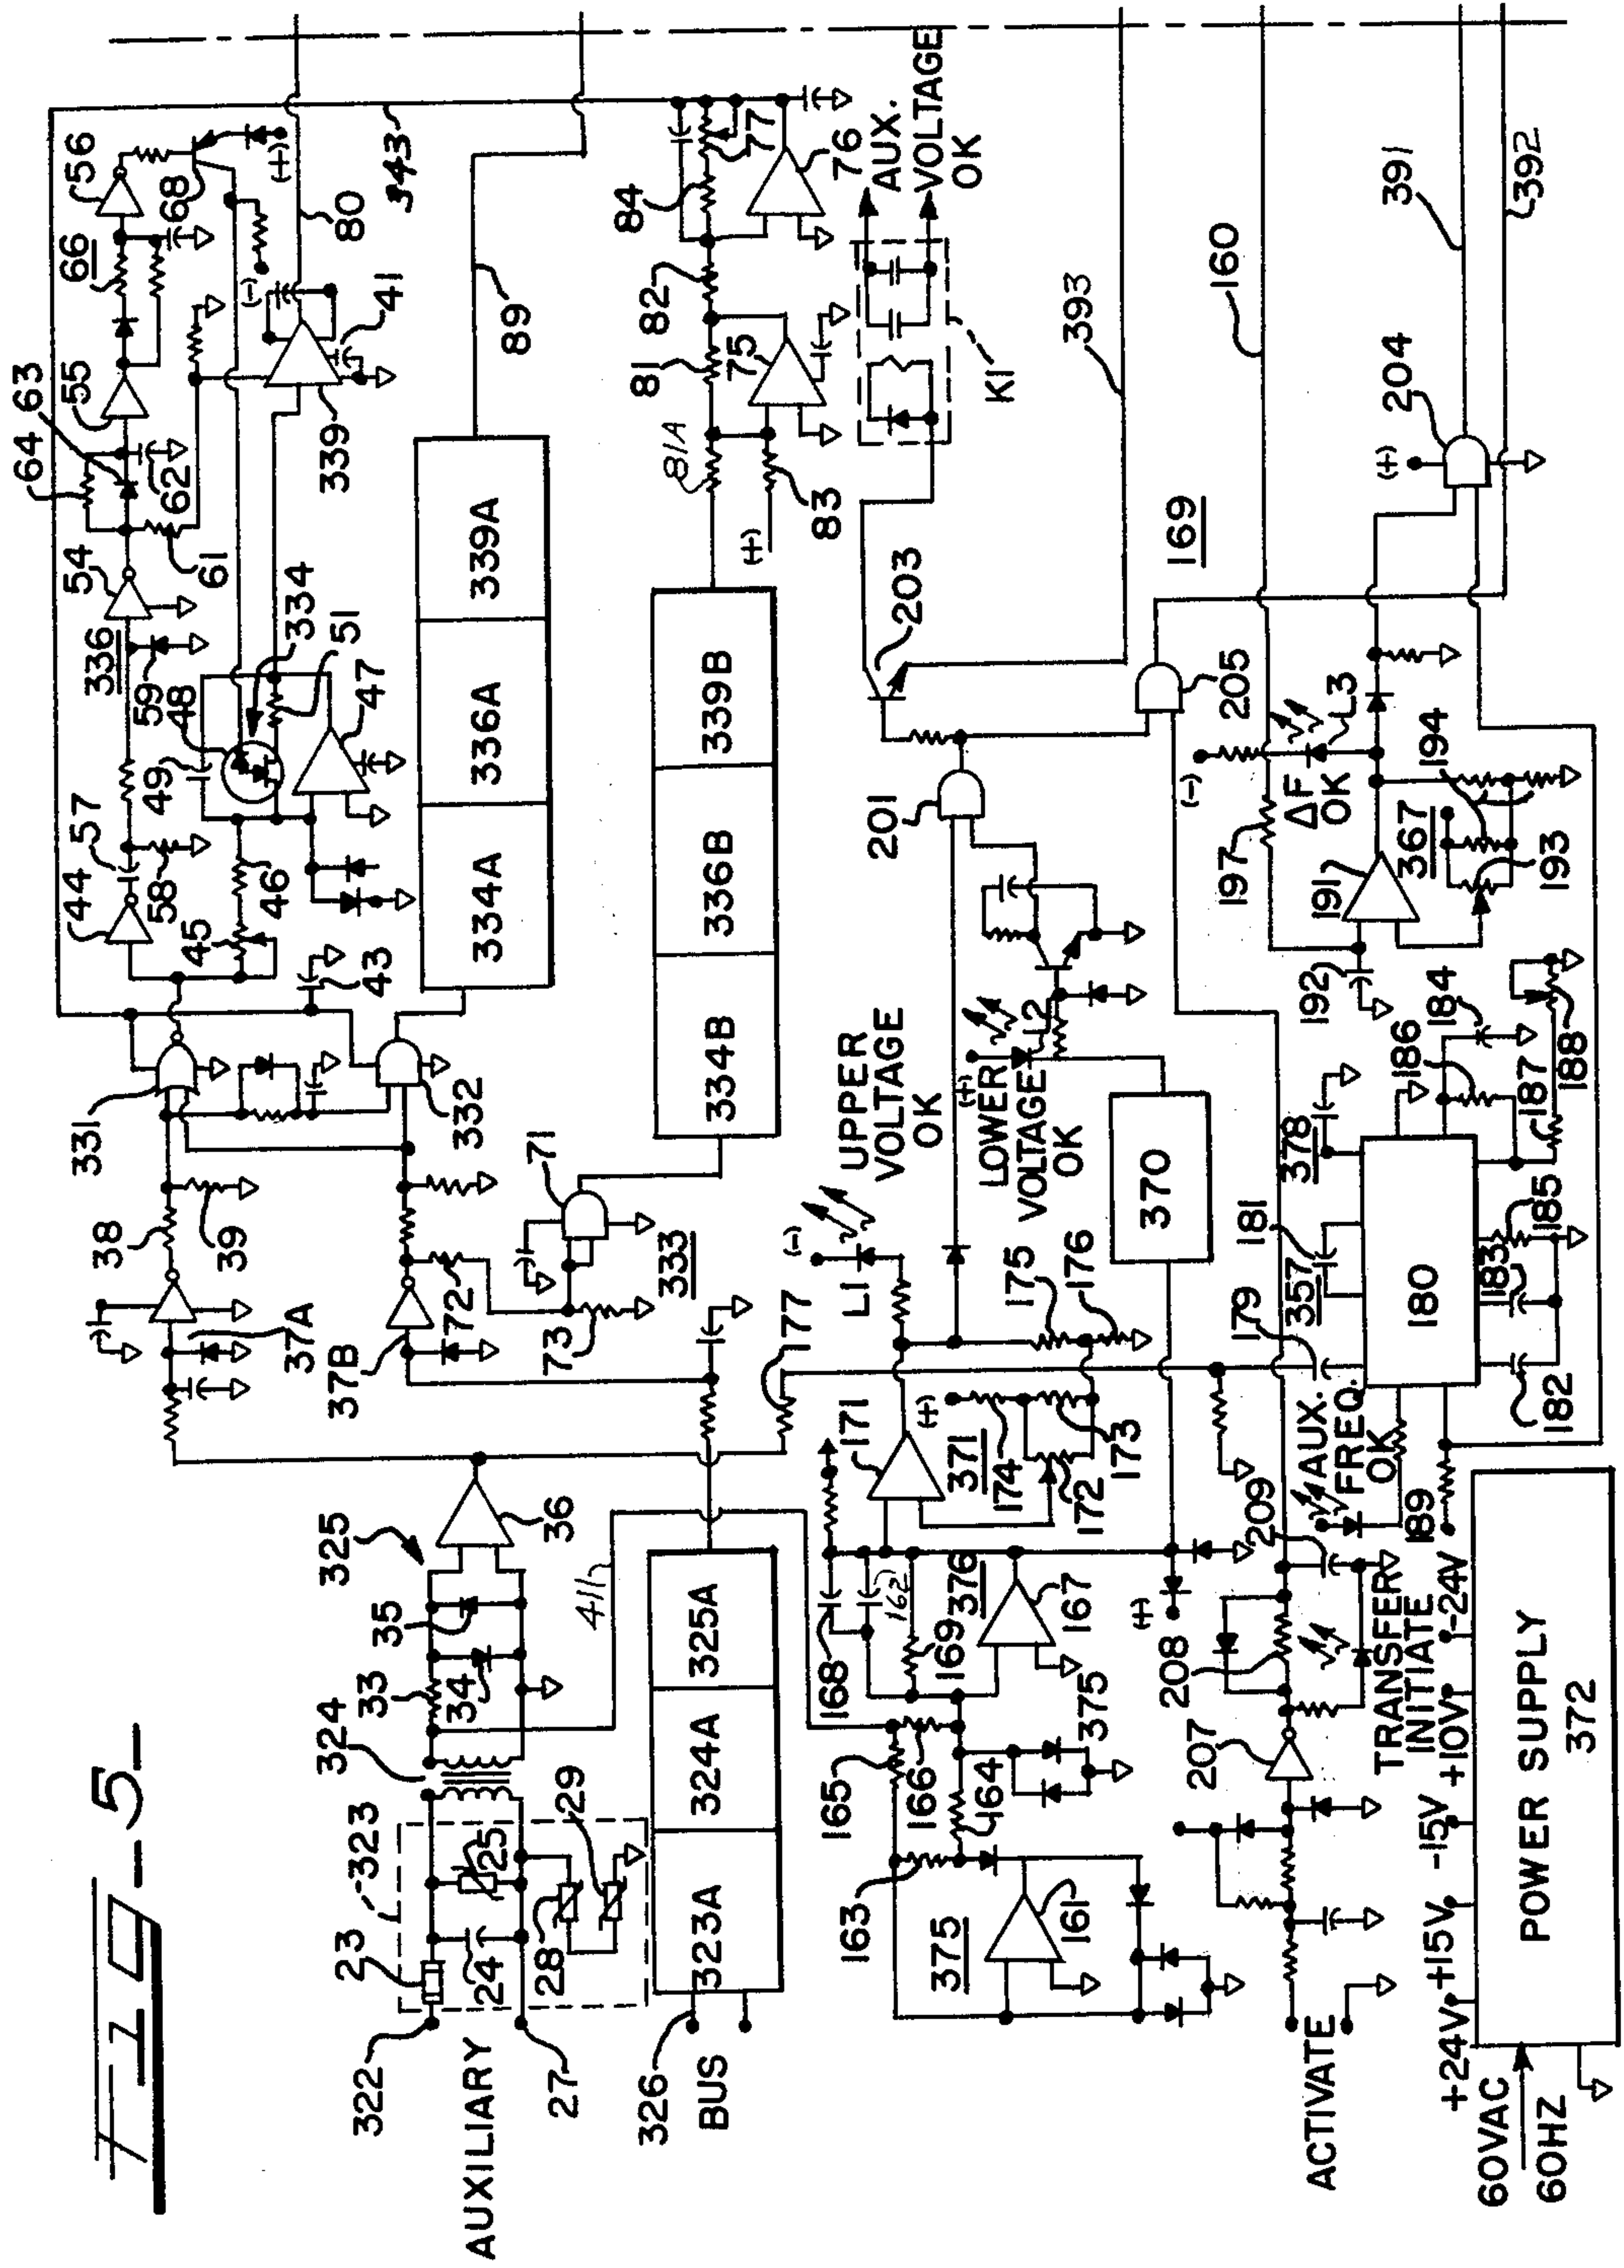 FIG-5-
AUXILIARY
322
27
23
323
24
25
28
29
324
33
34
35
325
36
411
326
BUS
323A
324A
325A
37A
38
39
37B
72
73
71
333
331
332
43
44
57
58
45
46
49
48
59
336
54
334
51
47
61
64
63
62
55
66
56
68
(+)
(-)
80
41
339
343
334A
336A
339A
89
334B
336B
339B
81A
(+)
83
81
75
82
84
77
76
AUX.
VOLTAGE
OK
K1
393
203
201
205
169
160
391
392
204
(+)
UPPER
VOLTAGE
OK
(-)
L1
LOWER
VOLTAGE
OK
(+)
L2
370
177
175
176
171
(+)
371
174
173
172
168
162
169
376
167
165
166
164
375
163
375
161
(+)
208
209
207
ACTIVATE
TRANSFER
INITIATE
AUX.
FREQ.
OK
189
179
357
181
378
180
182
183
185
186
184
187
188
192
191
197
(-)
ΔF
OK
L3
194
367
193
60VAC
60HZ
+24V
+15V
-15V
+10V
-24V
POWER SUPPLY
372